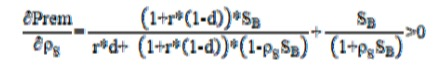 ∂Prem/∂ρ_S = ((1+r*(1-d))*S_B)/(r*d+ (1+r*(1-d))*(1-ρ_S S_B)) + S_B/(1+ρ_S S_B) >0